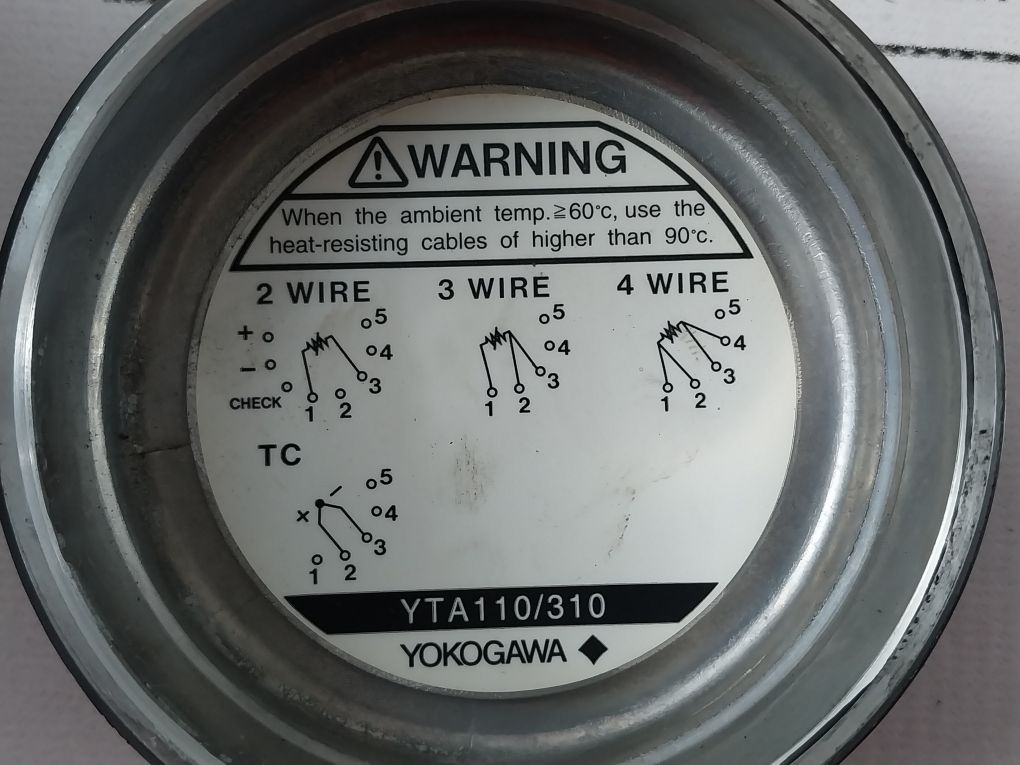 WARNING
When the ambient temp.≧60°c, use the
heat-resisting cables of higher than 90°c.
2 WIRE
3 WIRE
4 WIRE
+
−
CHECK
1
2
3
4
5
1
2
3
4
5
1
2
3
4
5
TC
+
−
1
2
3
4
5
YTA110/310
YOKOGAWA